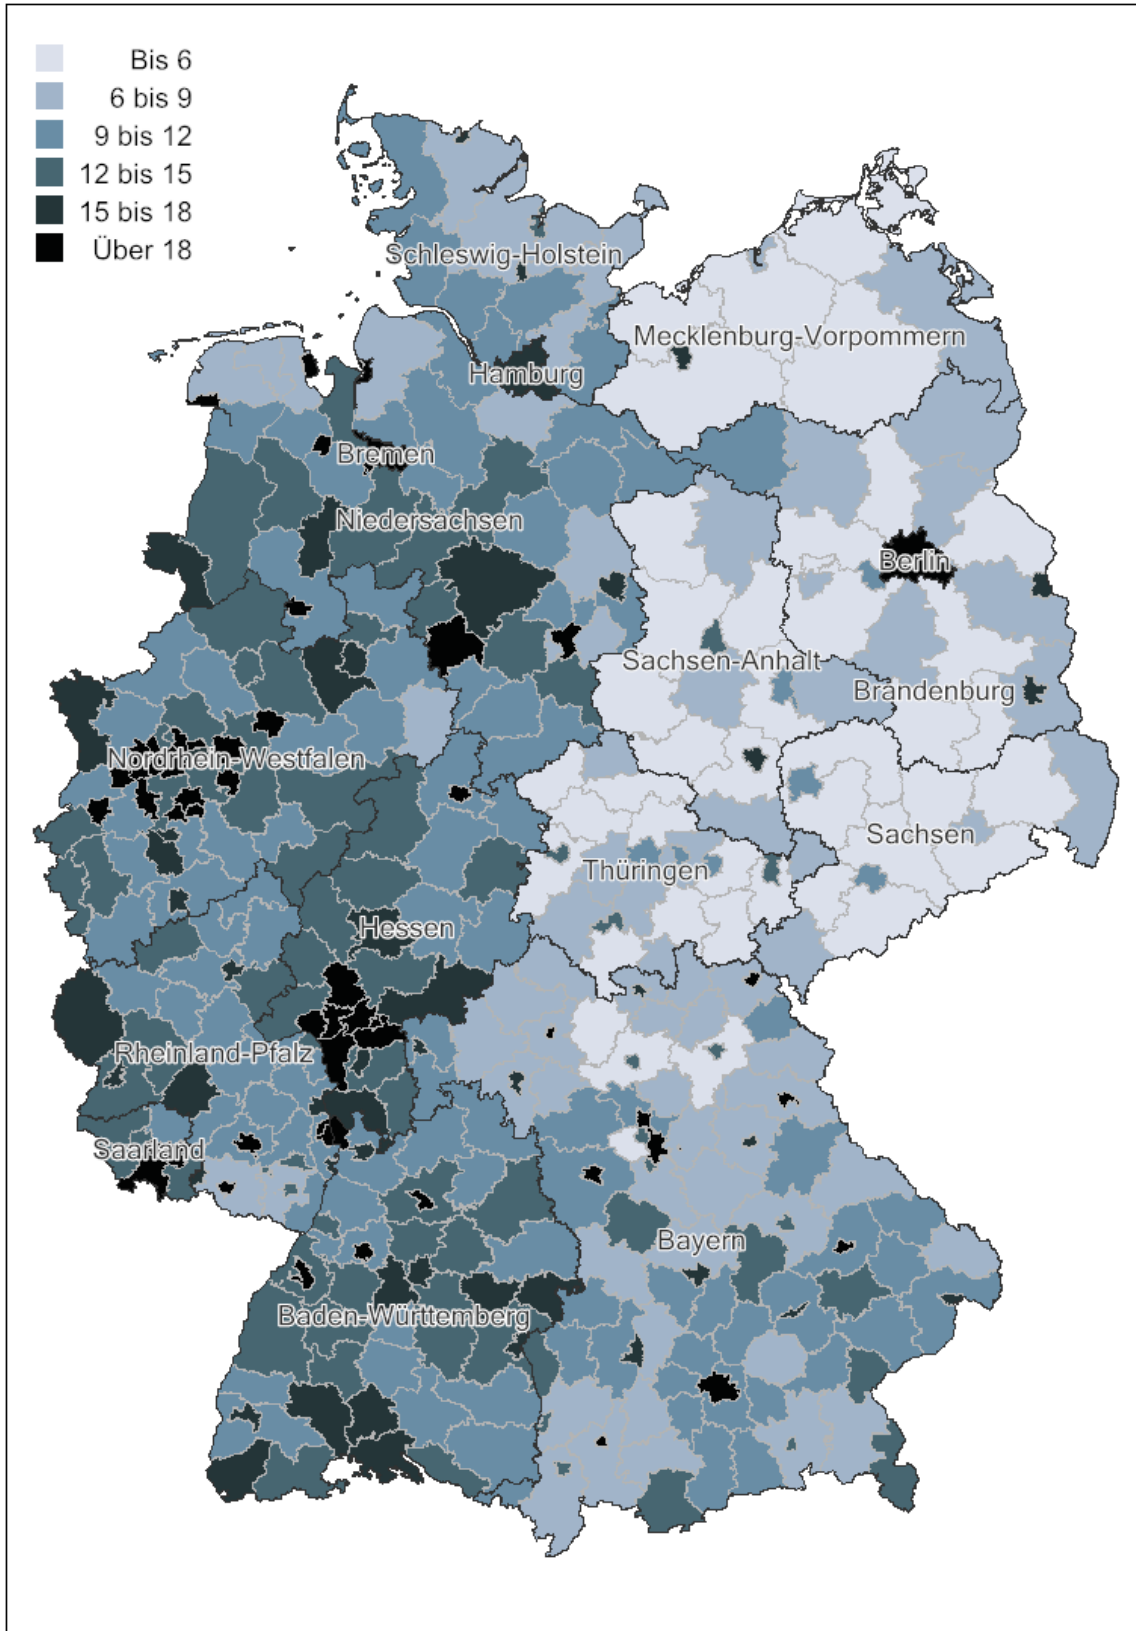 Bis 6
6 bis 9
9 bis 12
12 bis 15
15 bis 18
Über 18
Schleswig-Holstein
Mecklenburg-Vorpommern
Hamburg
Bremen
Niedersachsen
Berlin
Sachsen-Anhalt
Brandenburg
Nordrhein-Westfalen
Sachsen
Thüringen
Hessen
Rheinland-Pfalz
Saarland
Bayern
Baden-Württemberg